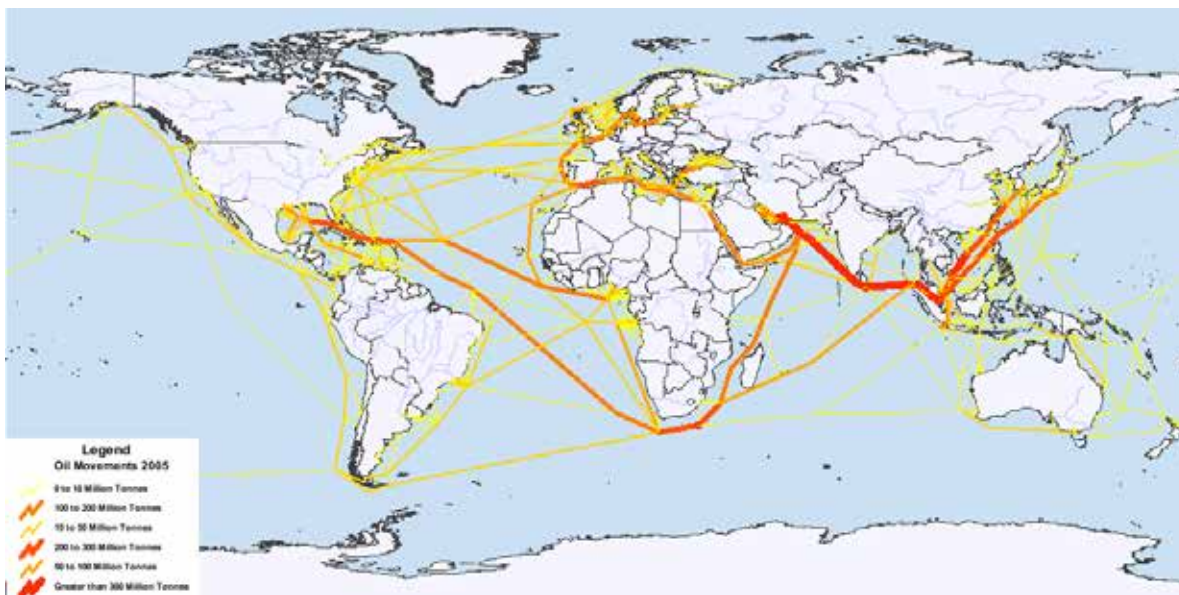 Legend
Oil Movements 2005
0 to 10 Million Tonnes
100 to 200 Million Tonnes
10 to 50 Million Tonnes
200 to 300 Million Tonnes
50 to 100 Million Tonnes
Greater than 300 Million Tonnes